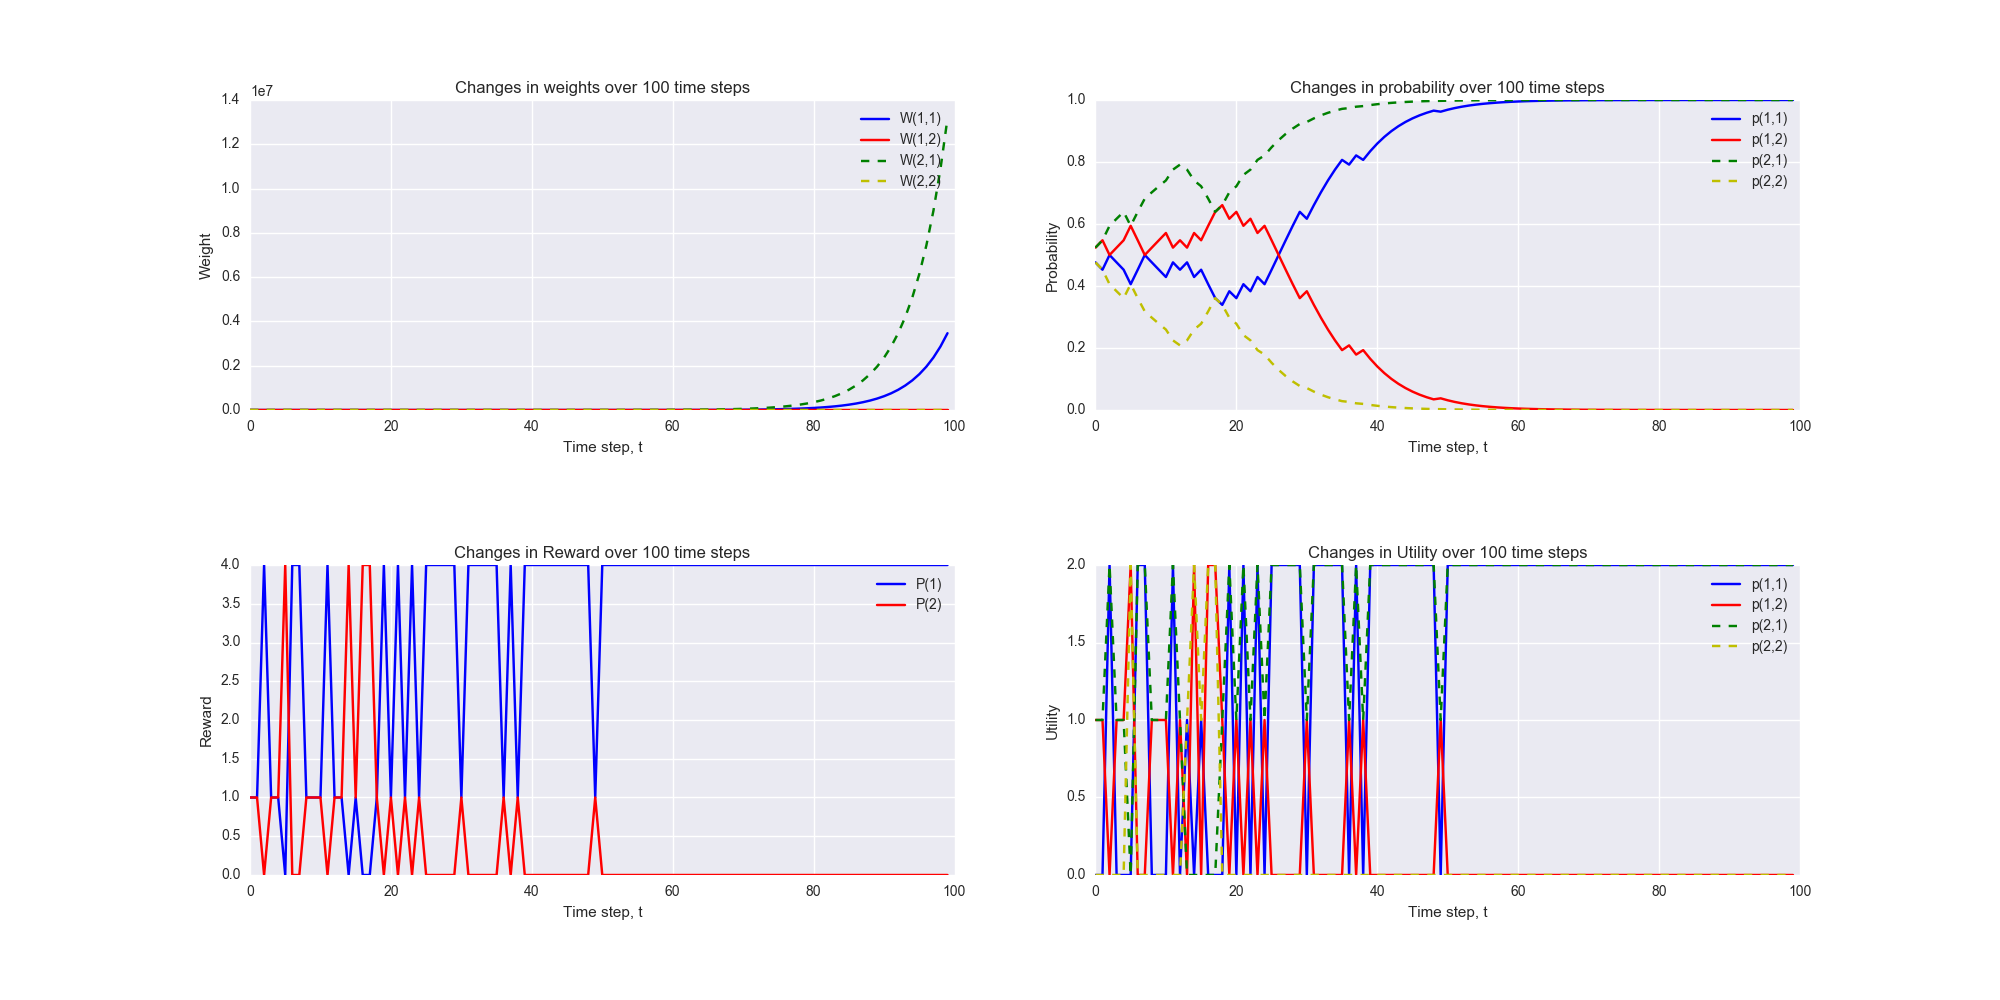 Changes in weights over 100 time steps
1e7
1.4
1.2
1.0
0.8
0.6
0.4
0.2
0.0
Weight
W(1,1)
W(1,2)
W(2,1)
W(2,2)
0 20 40 60 80 100
Time step, t
Changes in probability over 100 time steps
1.0
0.8
0.6
0.4
0.2
0.0
Probability
p(1,1)
p(1,2)
p(2,1)
p(2,2)
0 20 40 60 80 100
Time step, t
Changes in Reward over 100 time steps
4.0
3.5
3.0
2.5
2.0
1.5
1.0
0.5
0.0
Reward
P(1)
P(2)
0 20 40 60 80 100
Time step, t
Changes in Utility over 100 time steps
2.0
1.5
1.0
0.5
0.0
Utility
p(1,1)
p(1,2)
p(2,1)
p(2,2)
0 20 40 60 80 100
Time step, t